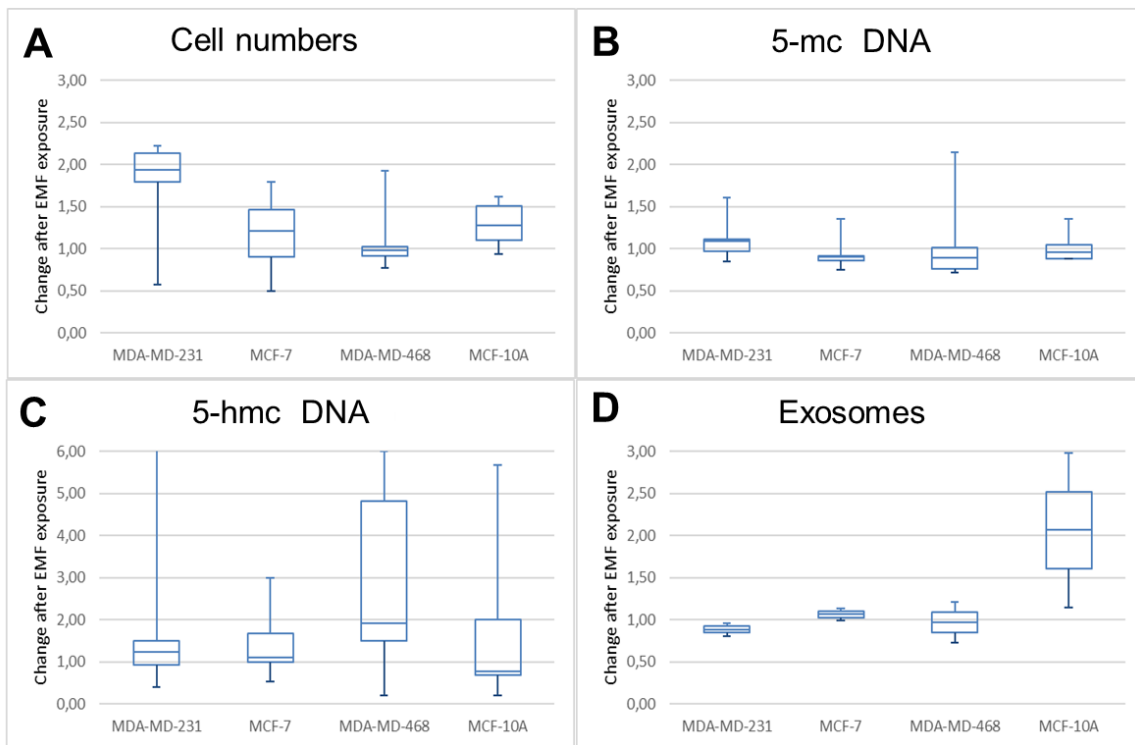 A Cell numbers
Change after EMF exposure
3,00
2,50
2,00
1,50
1,00
0,50
0,00
MDA-MD-231 MCF-7 MDA-MD-468 MCF-10A
B 5-mc DNA
Change after EMF exposure
3,00
2,50
2,00
1,50
1,00
0,50
0,00
MDA-MD-231 MCF-7 MDA-MD-468 MCF-10A
C 5-hmc DNA
Change after EMF exposure
6,00
5,00
4,00
3,00
2,00
1,00
0,00
MDA-MD-231 MCF-7 MDA-MD-468 MCF-10A
D Exosomes
Change after EMF exposure
3,00
2,50
2,00
1,50
1,00
0,50
0,00
MDA-MD-231 MCF-7 MDA-MD-468 MCF-10A